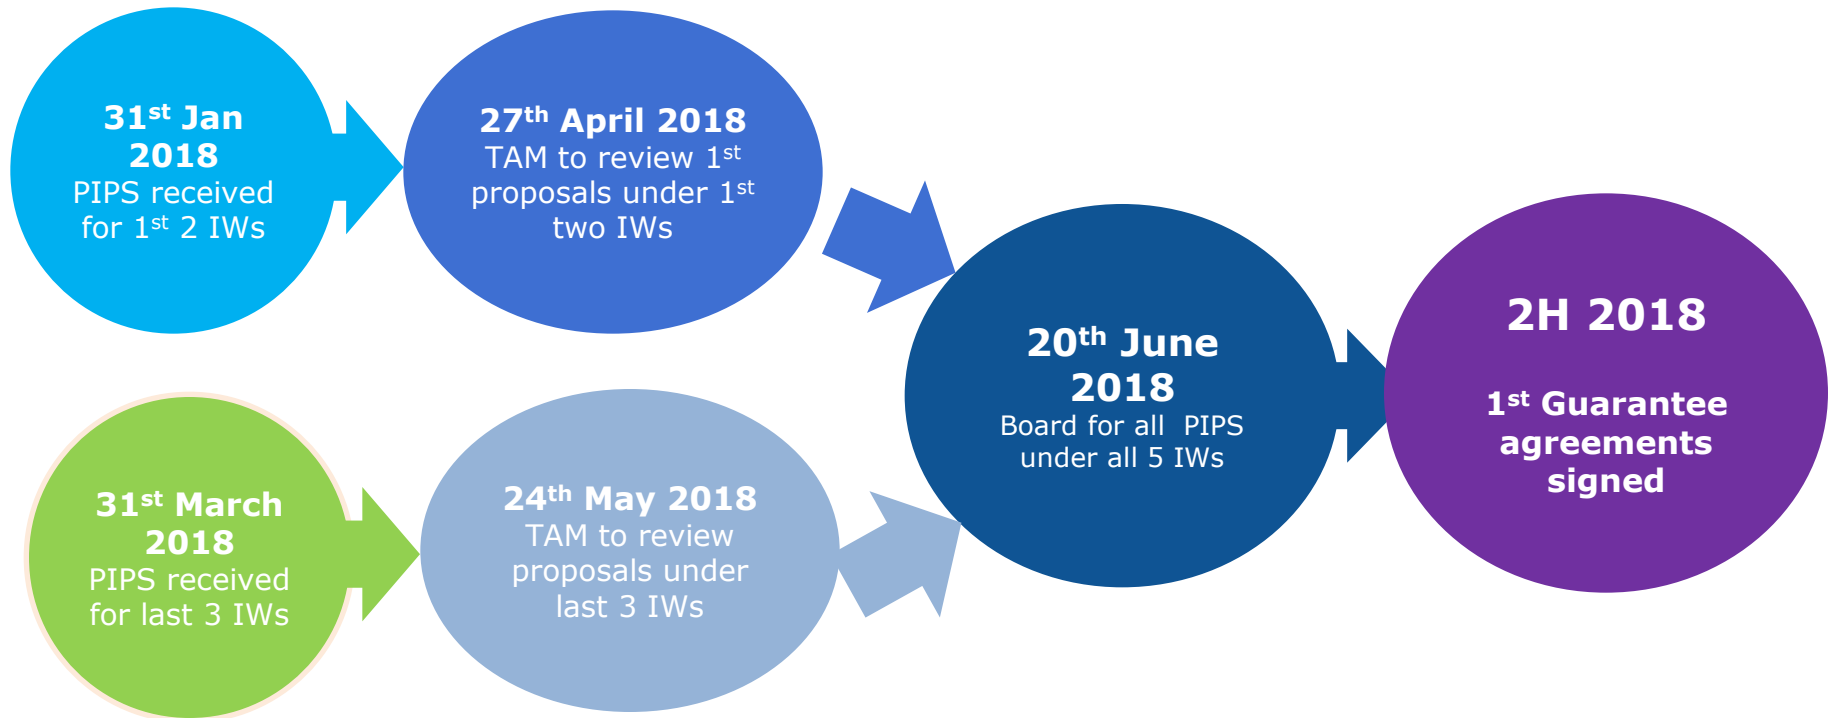 31st Jan
2018
PIPS received
for 1st 2 IWs
27th April 2018
TAM to review 1st
proposals under 1st
two IWs
31st March
2018
PIPS received
for last 3 IWs
24th May 2018
TAM to review
proposals under
last 3 IWs
20th June
2018
Board for all  PIPS
under all 5 IWs
2H 2018
1st Guarantee
agreements
signed